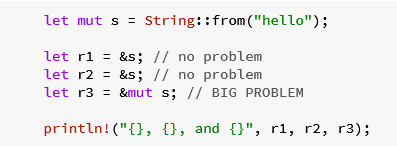 let mut s = String::from("hello");
let r1 = &s; // no problem
let r2 = &s; // no problem
let r3 = &mut s; // BIG PROBLEM
println!("{}, {}, and {}", r1, r2, r3);